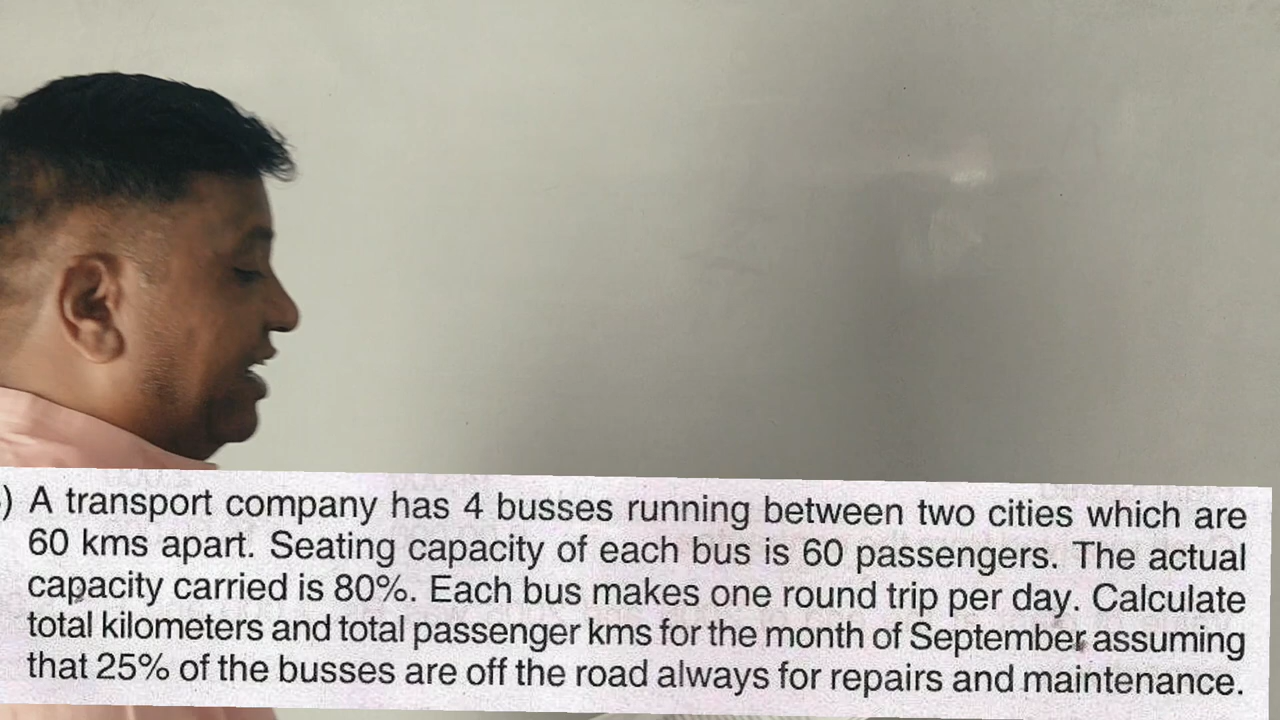 ) A transport company has 4 busses running between two cities which are
60 kms apart. Seating capacity of each bus is 60 passengers. The actual
capacity carried is 80%. Each bus makes one round trip per day. Calculate
total kilometers and total passenger kms for the month of September assuming
that 25% of the busses are off the road always for repairs and maintenance.